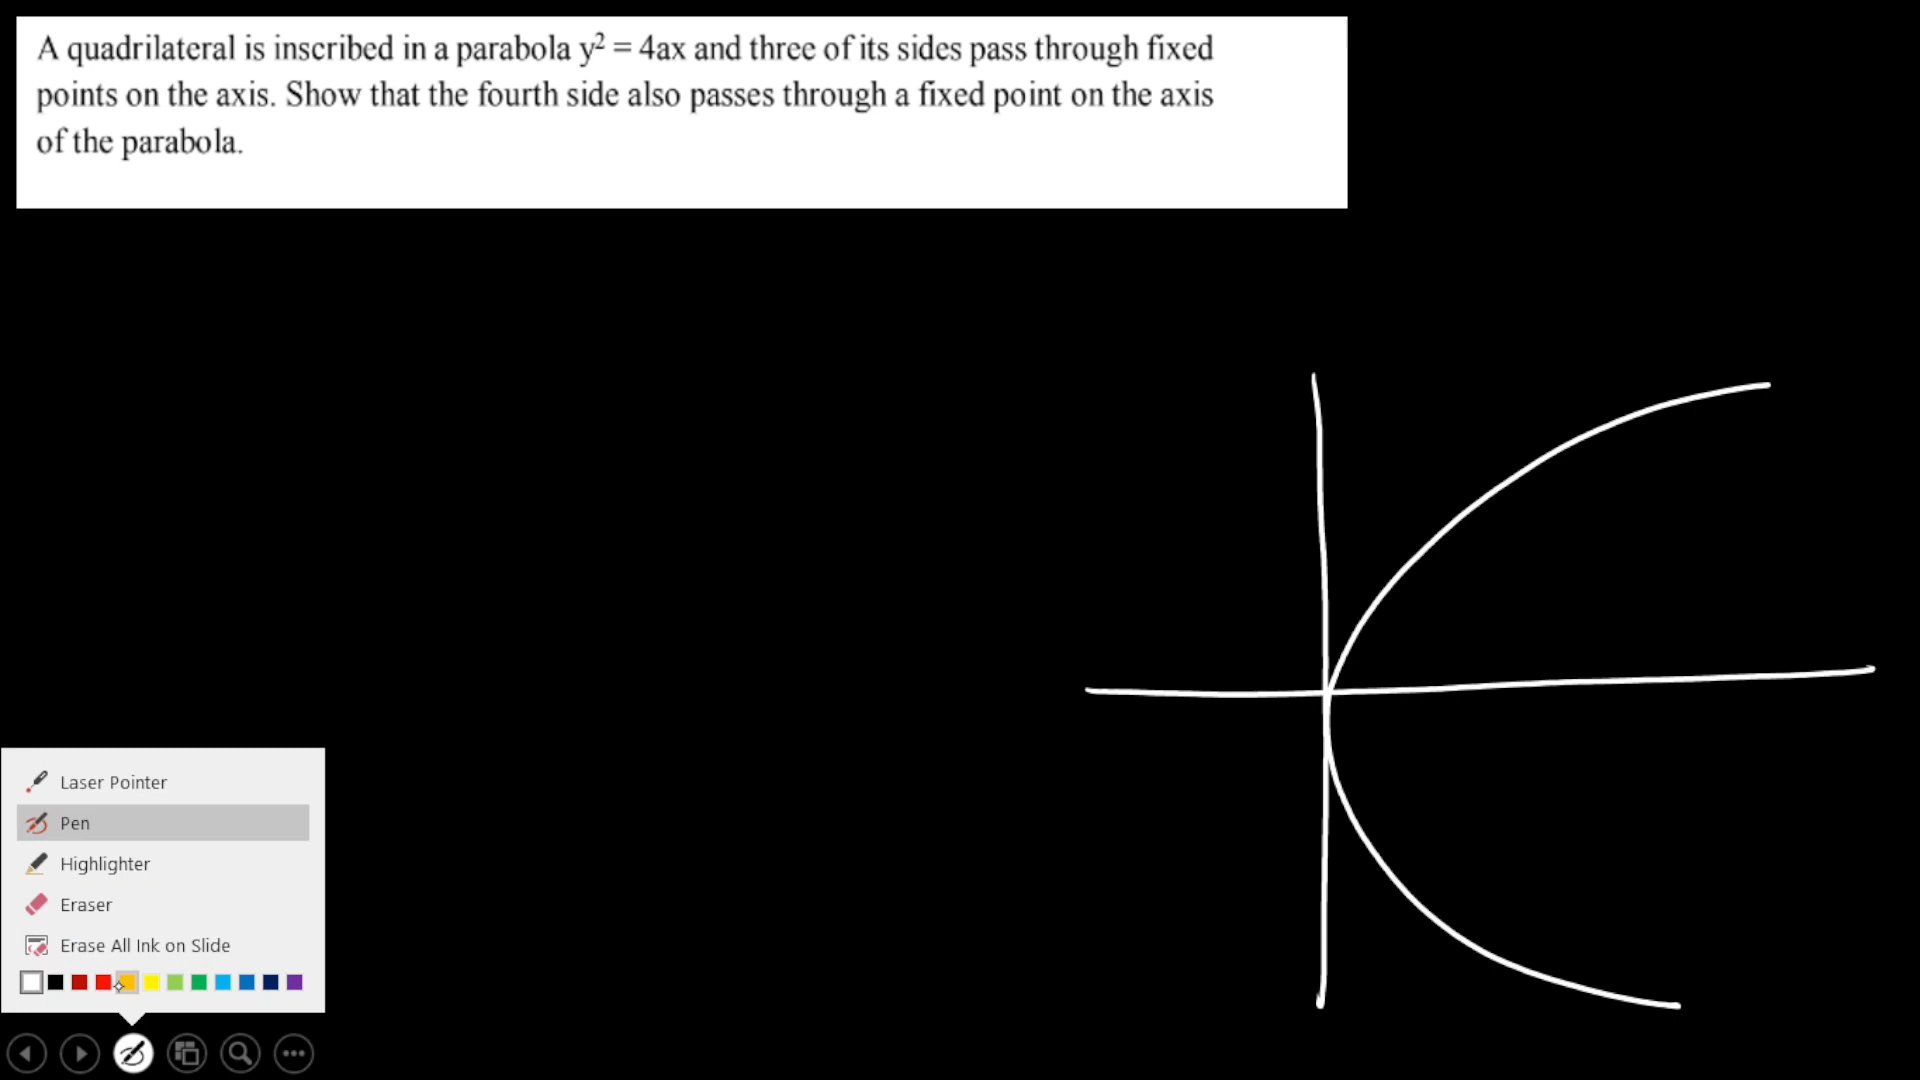 A quadrilateral is inscribed in a parabola y² = 4ax and three of its sides pass through fixed
points on the axis. Show that the fourth side also passes through a fixed point on the axis
of the parabola.
Laser Pointer
Pen
Highlighter
Eraser
Erase All Ink on Slide